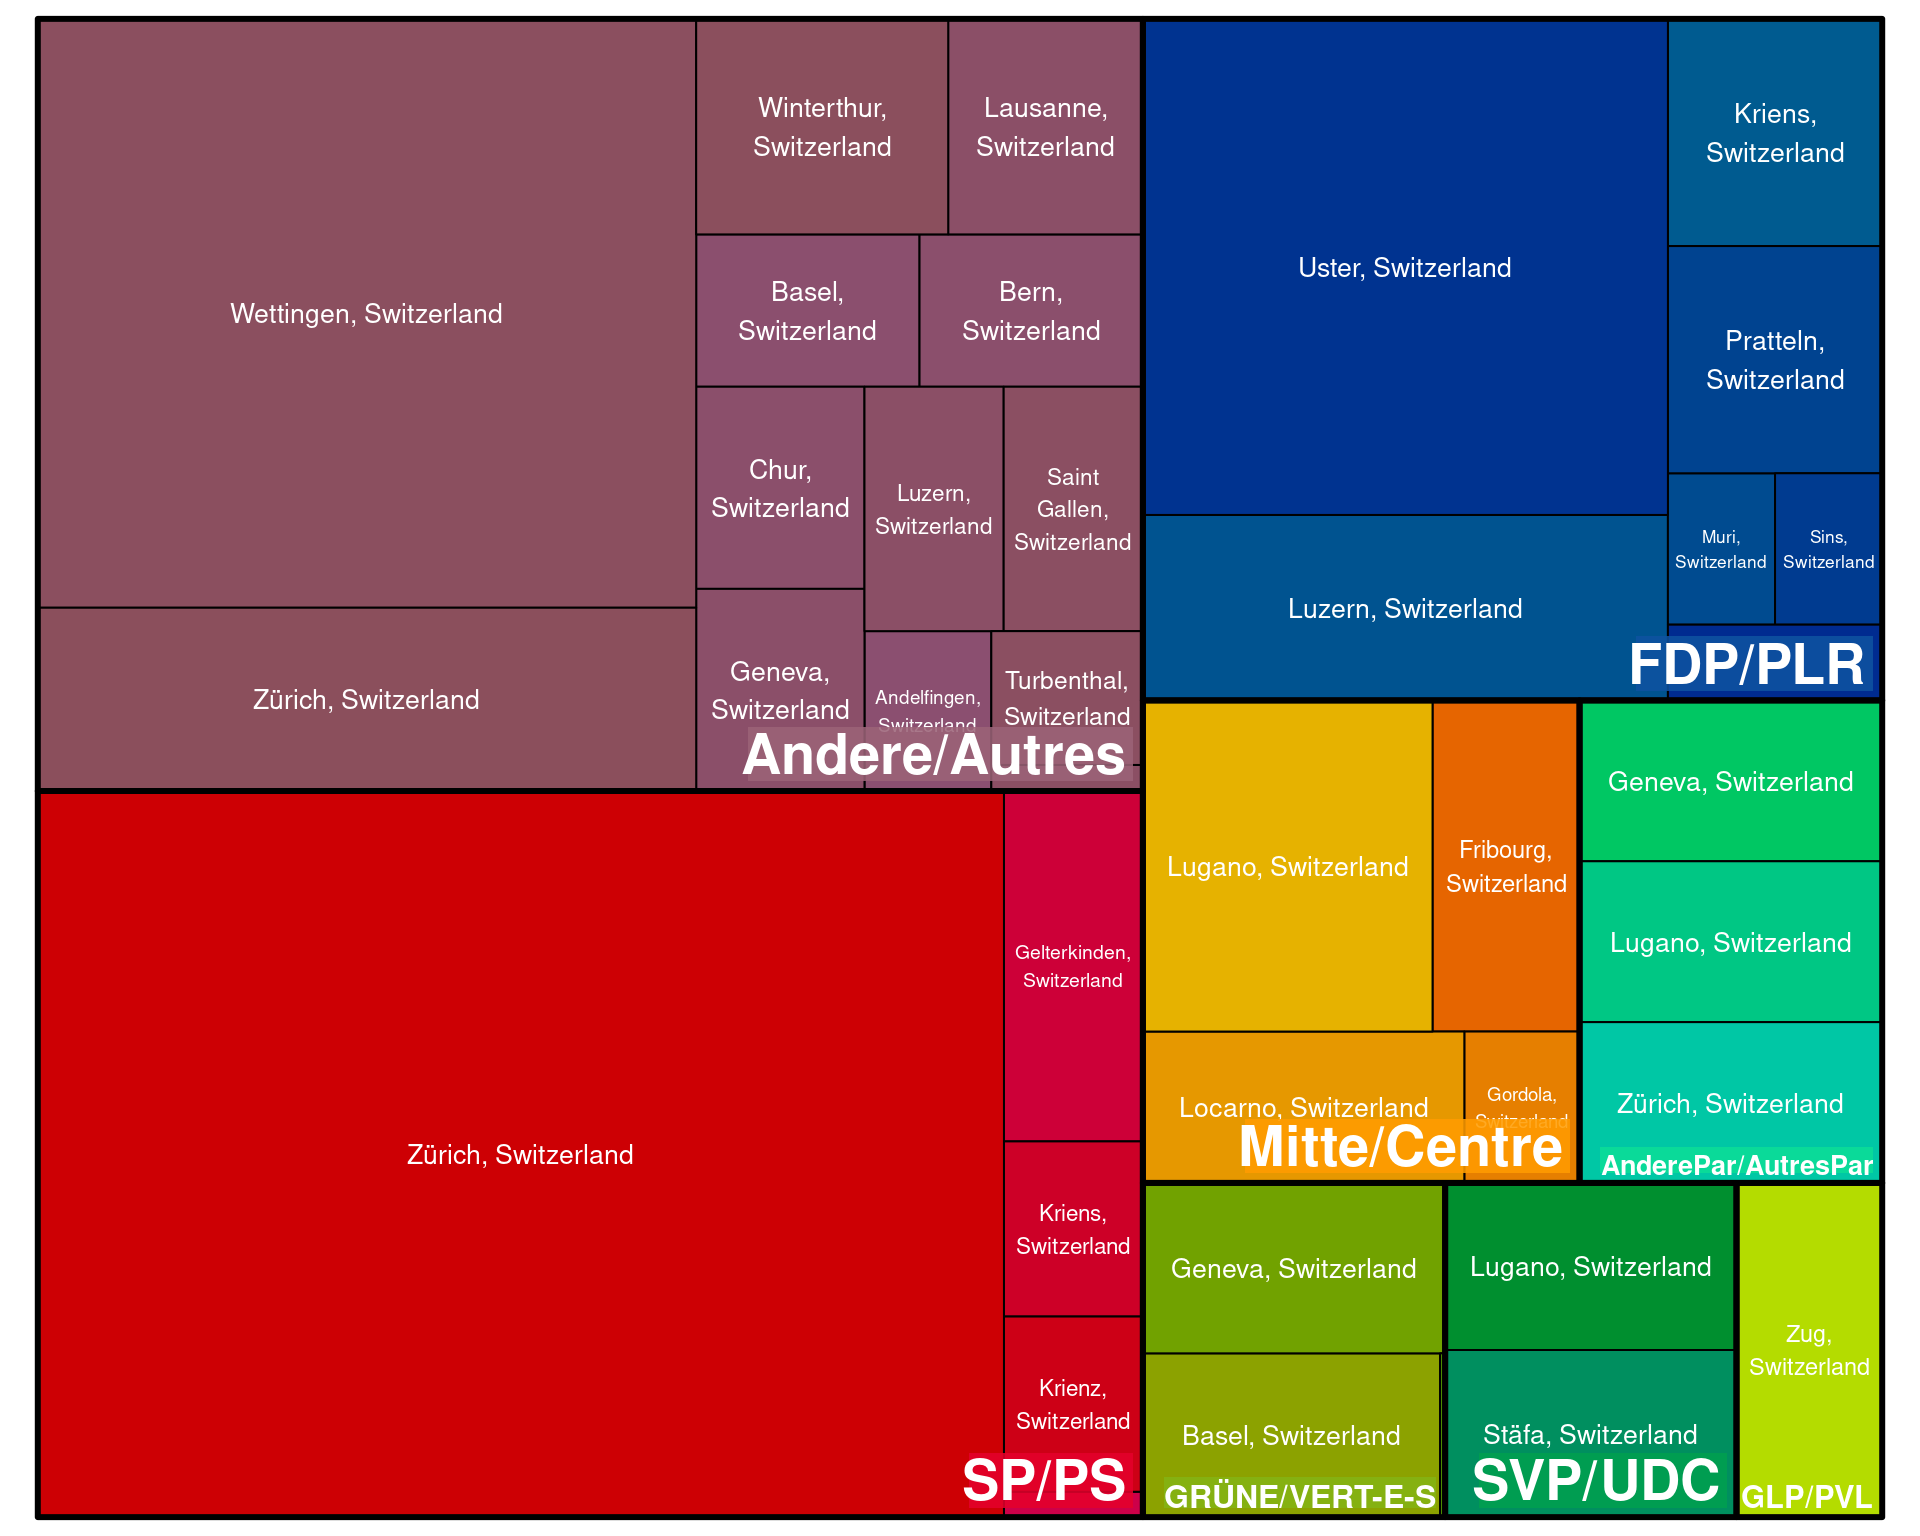 Wettingen, Switzerland
Zürich, Switzerland
Winterthur,
Switzerland
Lausanne,
Switzerland
Basel,
Switzerland
Bern,
Switzerland
Chur,
Switzerland
Luzern,
Switzerland
Saint
Gallen,
Switzerland
Geneva,
Switzerland
Andelfingen,
Switzerland
Turbenthal,
Switzerland
Andere/Autres
Zürich, Switzerland
Gelterkinden,
Switzerland
Kriens,
Switzerland
Krienz,
Switzerland
SP/PS
Uster, Switzerland
Luzern, Switzerland
Kriens,
Switzerland
Pratteln,
Switzerland
Muri,
Switzerland
Sins,
Switzerland
FDP/PLR
Lugano, Switzerland
Fribourg,
Switzerland
Locarno, Switzerland
Gordola,
Switzerland
Mitte/Centre
Geneva, Switzerland
Lugano, Switzerland
Zürich, Switzerland
AnderePar/AutresPar
Geneva, Switzerland
Basel, Switzerland
GRÜNE/VERT-E-S
Lugano, Switzerland
Stäfa, Switzerland
SVP/UDC
Zug,
Switzerland
GLP/PVL